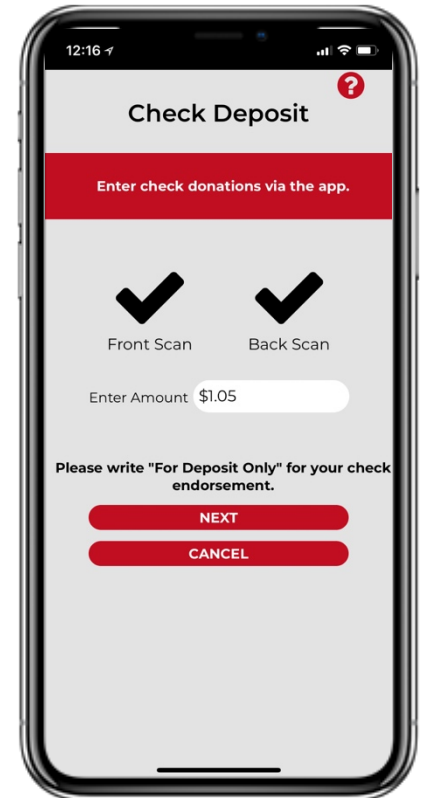 12:16
?
Check Deposit
Enter check donations via the app.
Front Scan
Back Scan
Enter Amount $1.05
Please write "For Deposit Only" for your check
endorsement.
NEXT
CANCEL